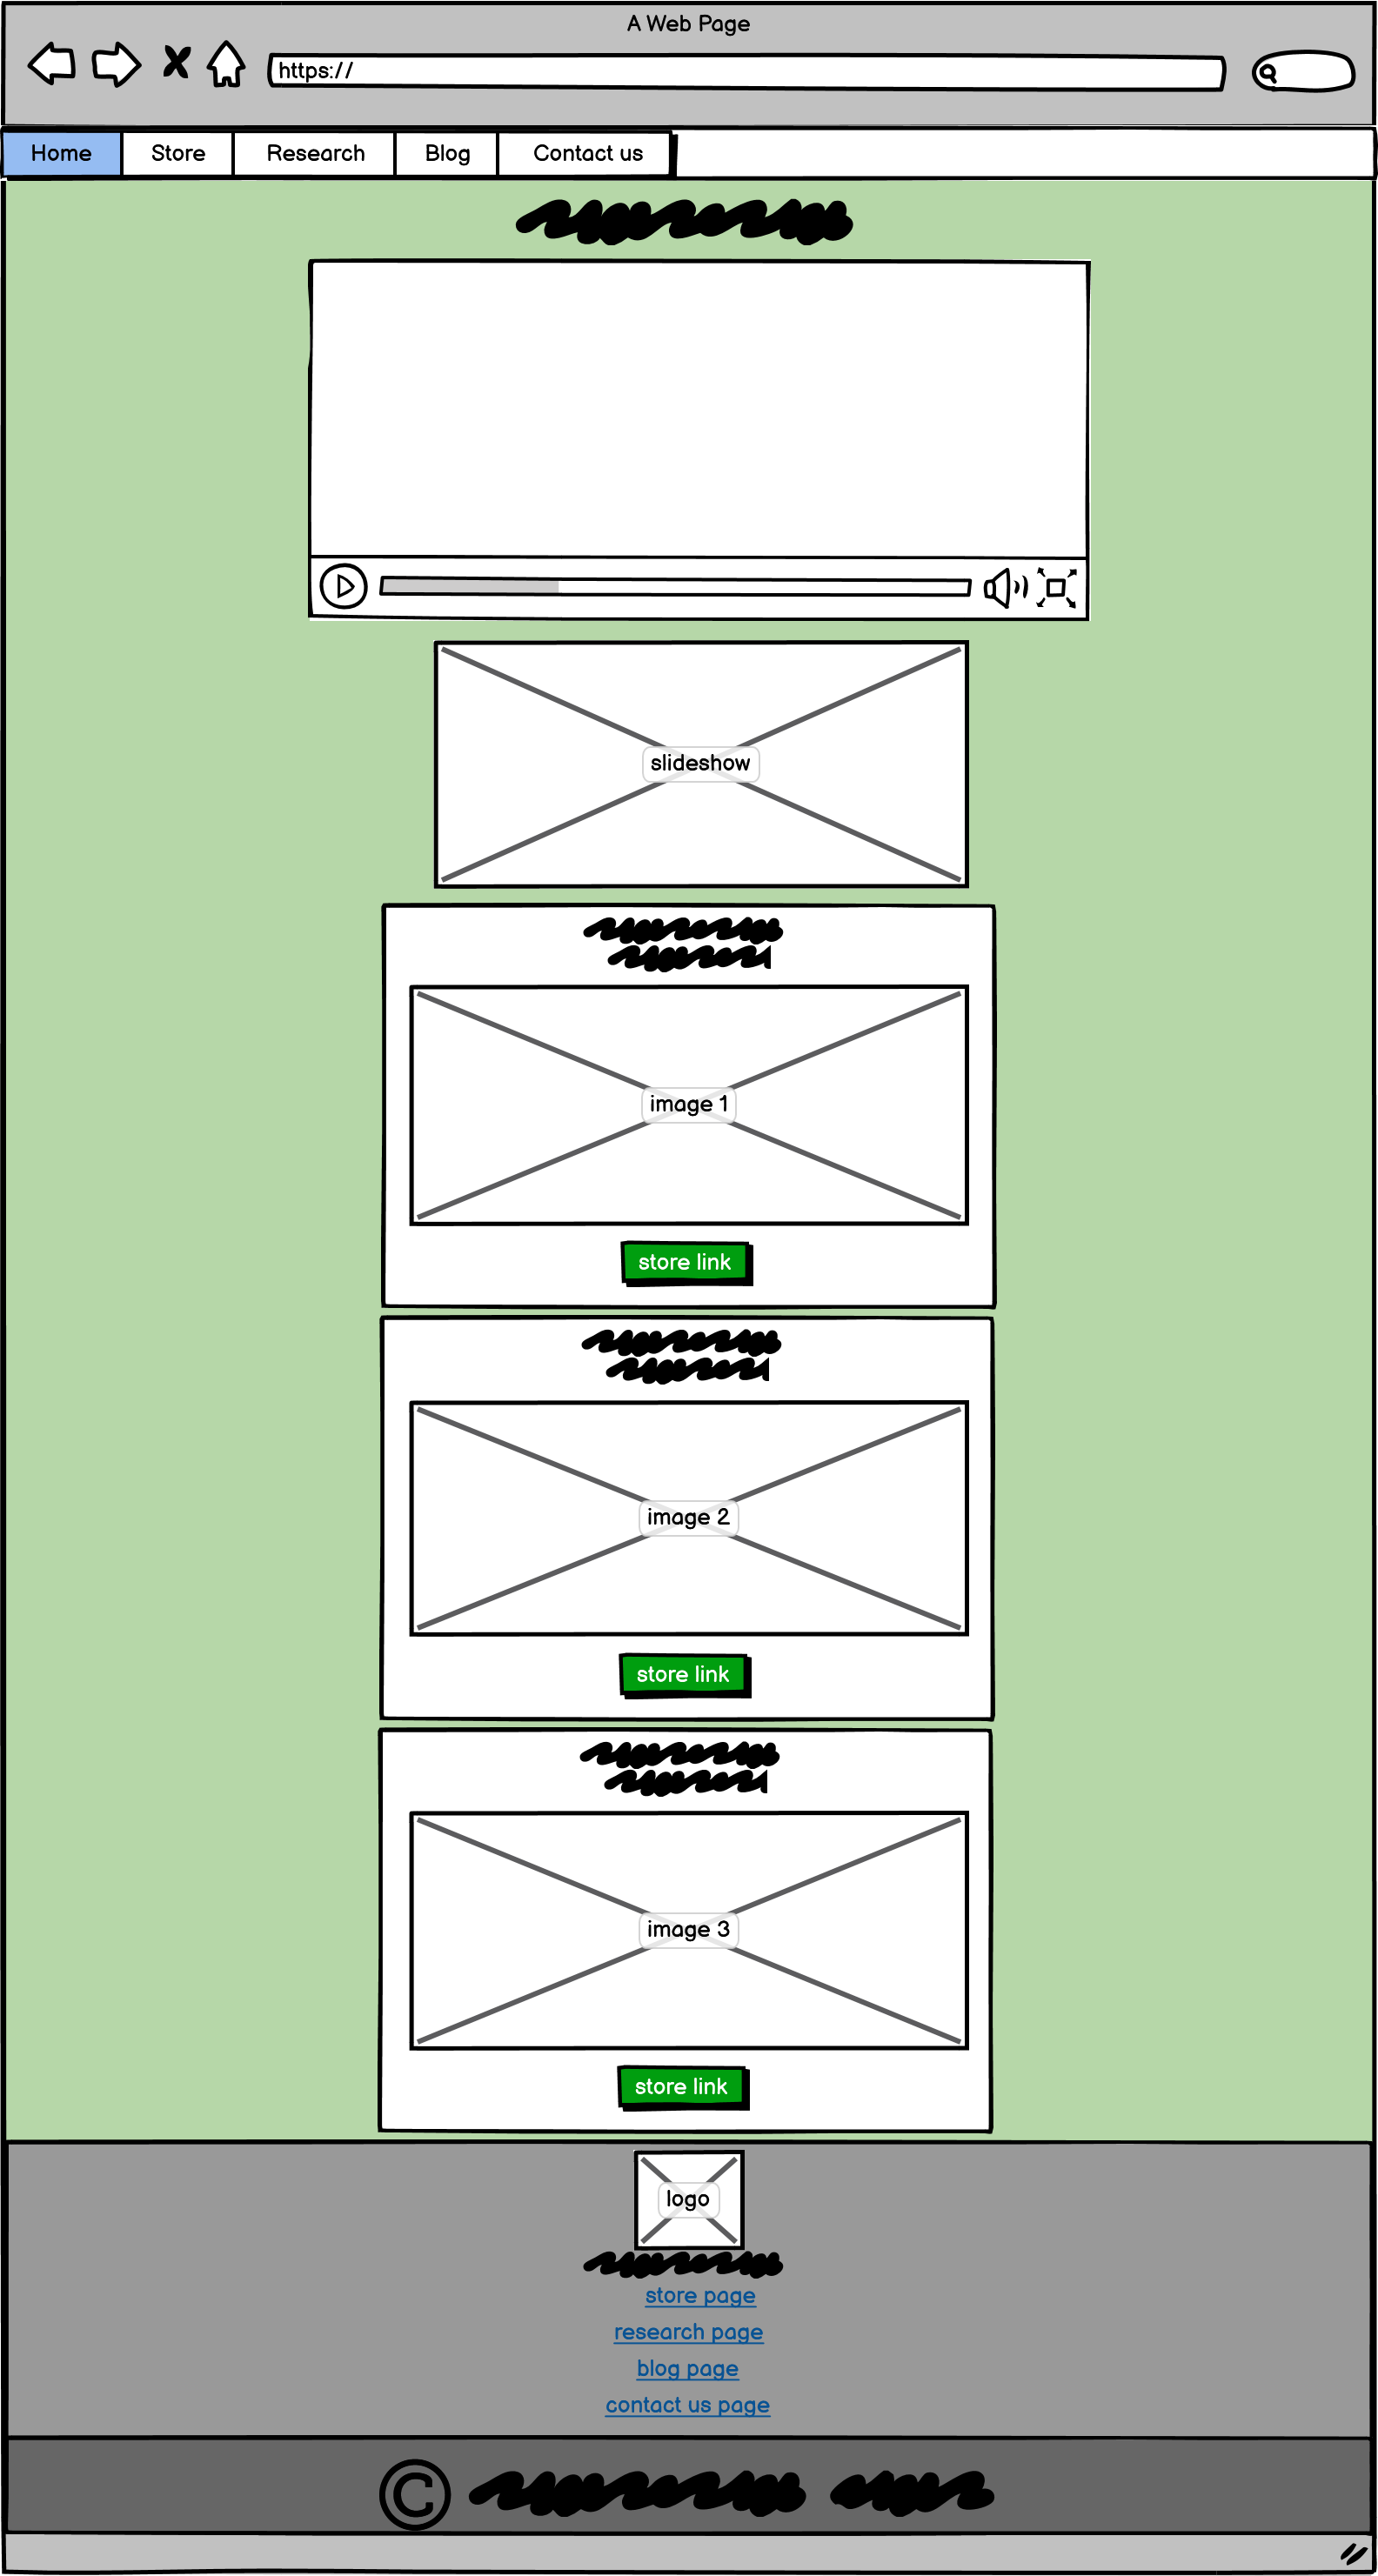 A Web Page
https://
Home Store Research Blog Contact us
slideshow
image 1
store link
image 2
store link
image 3
store link
logo
store page
research page
blog page
contact us page
©